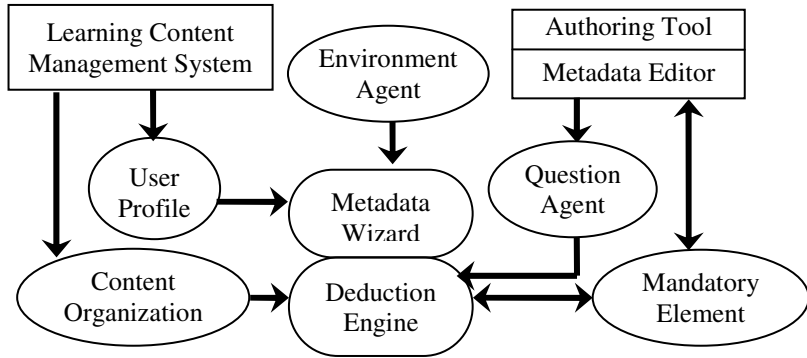 Learning Content
Management System
Environment
Agent
Authoring Tool
Metadata Editor
User
Profile
Metadata
Wizard
Question
Agent
Content
Organization
Deduction
Engine
Mandatory
Element